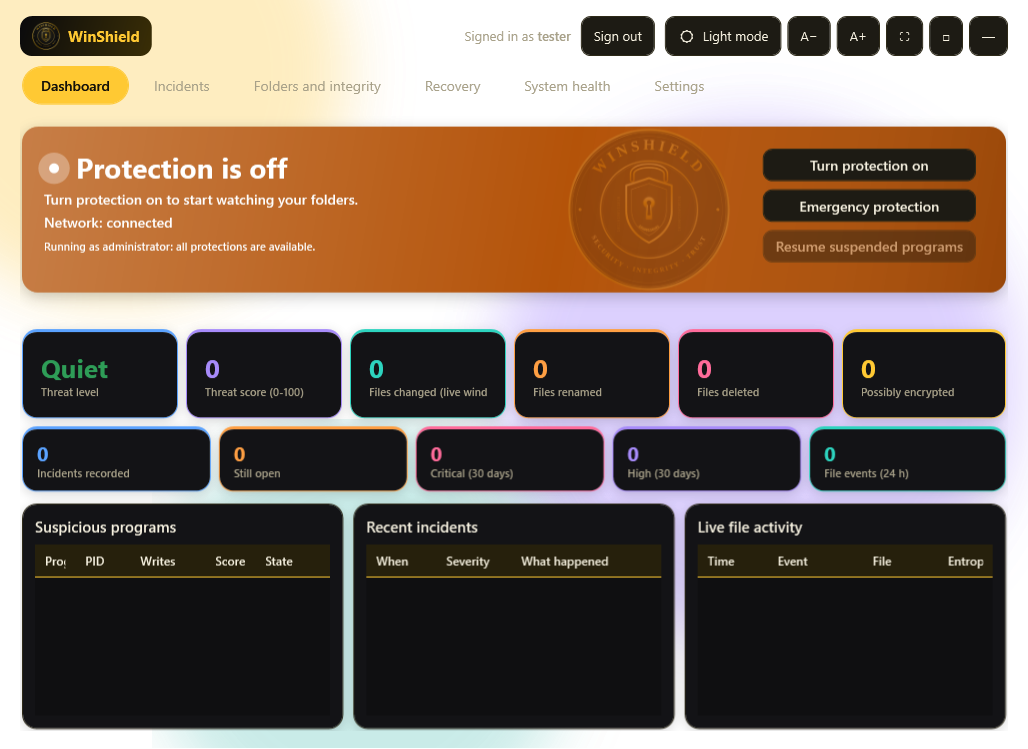 WinShield
Signed in as tester
Sign out
Light mode
A−
A+
Dashboard
Incidents
Folders and integrity
Recovery
System health
Settings
Protection is off
Turn protection on to start watching your folders.
Network: connected
Running as administrator: all protections are available.
WINSHIELD
SECURITY · INTEGRITY · TRUST
Turn protection on
Emergency protection
Resume suspended programs
Quiet
Threat level
0
Threat score (0-100)
0
Files changed (live wind
0
Files renamed
0
Files deleted
0
Possibly encrypted
0
Incidents recorded
0
Still open
0
Critical (30 days)
0
High (30 days)
0
File events (24 h)
Suspicious programs
Prog PID Writes Score State
Recent incidents
When Severity What happened
Live file activity
Time Event File Entrop